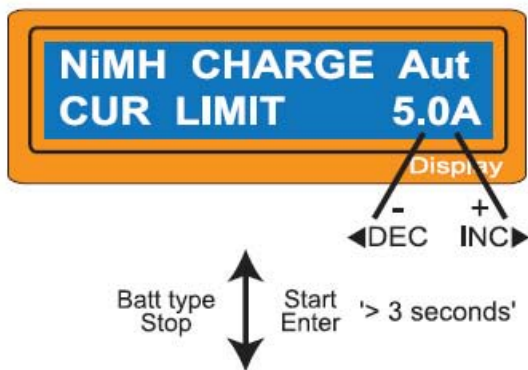 NiMH CHARGE Aut
CUR LIMIT 5.0A
Display
- +
◀DEC INC▶
Batt type Start '> 3 seconds'
Stop Enter